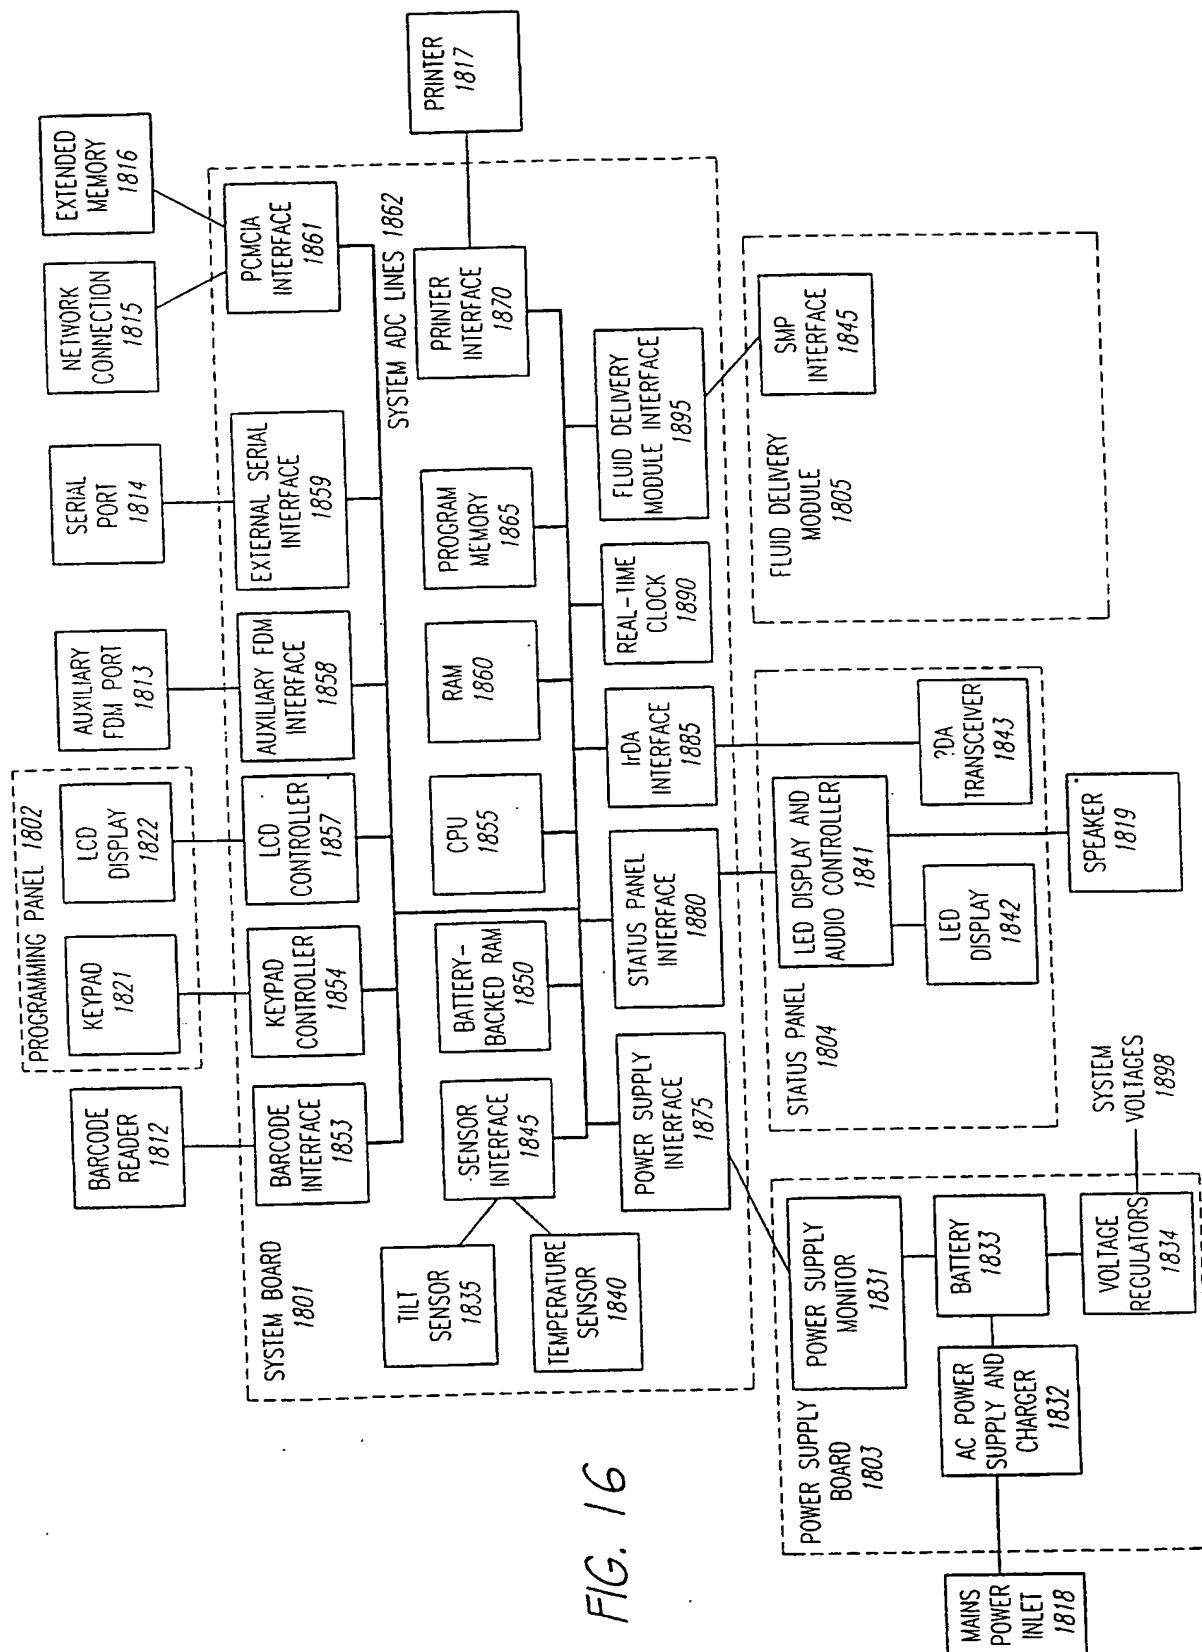 PROGRAMMING PANEL 1802
BARCODE
READER
1812
KEYPAD
1821
LCD
DISPLAY
1822
AUXILIARY
FDM PORT
1813
SERIAL
PORT
1814
NETWORK
CONNECTION
1815
EXTENDED
MEMORY
1816
SYSTEM BOARD
1801
BARCODE
INTERFACE
1853
KEYPAD
CONTROLLER
1854
LCD
CONTROLLER
1857
AUXILIARY FDM
INTERFACE
1858
EXTERNAL SERIAL
INTERFACE
1859
PCMCIA
INTERFACE
1861
SYSTEM ADC LINES 1862
TILT
SENSOR
1835
TEMPERATURE
SENSOR
1840
SENSOR
INTERFACE
1845
BATTERY-
BACKED RAM
1850
CPU
1855
RAM
1860
PROGRAM
MEMORY
1865
PRINTER
INTERFACE
1870
PRINTER
1817
POWER SUPPLY
INTERFACE
1875
STATUS PANEL
INTERFACE
1880
IrDA
INTERFACE
1885
REAL-TIME
CLOCK
1890
FLUID DELIVERY
MODULE INTERFACE
1895
POWER SUPPLY
BOARD
1803
POWER SUPPLY
MONITOR
1831
BATTERY
1833
VOLTAGE
REGULATORS
1834
AC POWER
SUPPLY AND
CHARGER
1832
MAINS
POWER
INLET
1818
SYSTEM
VOLTAGES
1898
STATUS PANEL
1804
LED DISPLAY AND
AUDIO CONTROLLER
1841
LED
DISPLAY
1842
?DA
TRANSCEIVER
1843
SPEAKER
1819
FLUID DELIVERY
MODULE
1805
SMP
INTERFACE
1845
FIG. 16